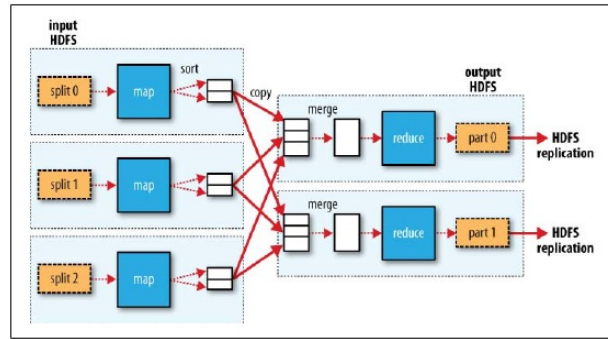 input
HDFS
split 0
map
sort
copy
split 1
map
split 2
map
output
HDFS
merge
reduce
part 0
HDFS
replication
merge
reduce
part 1
HDFS
replication